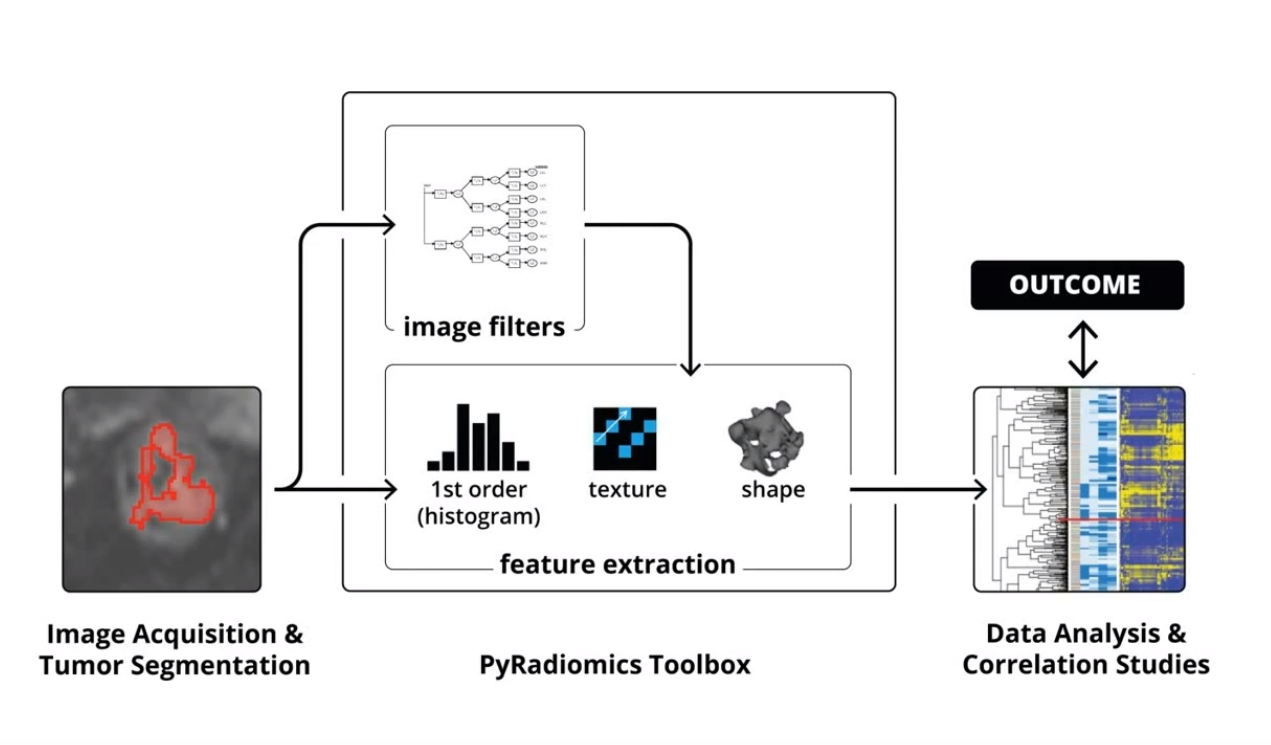 image filters
OUTCOME
1st order
(histogram)
texture
shape
feature extraction
Image Acquisition &
Tumor Segmentation
PyRadiomics Toolbox
Data Analysis &
Correlation Studies